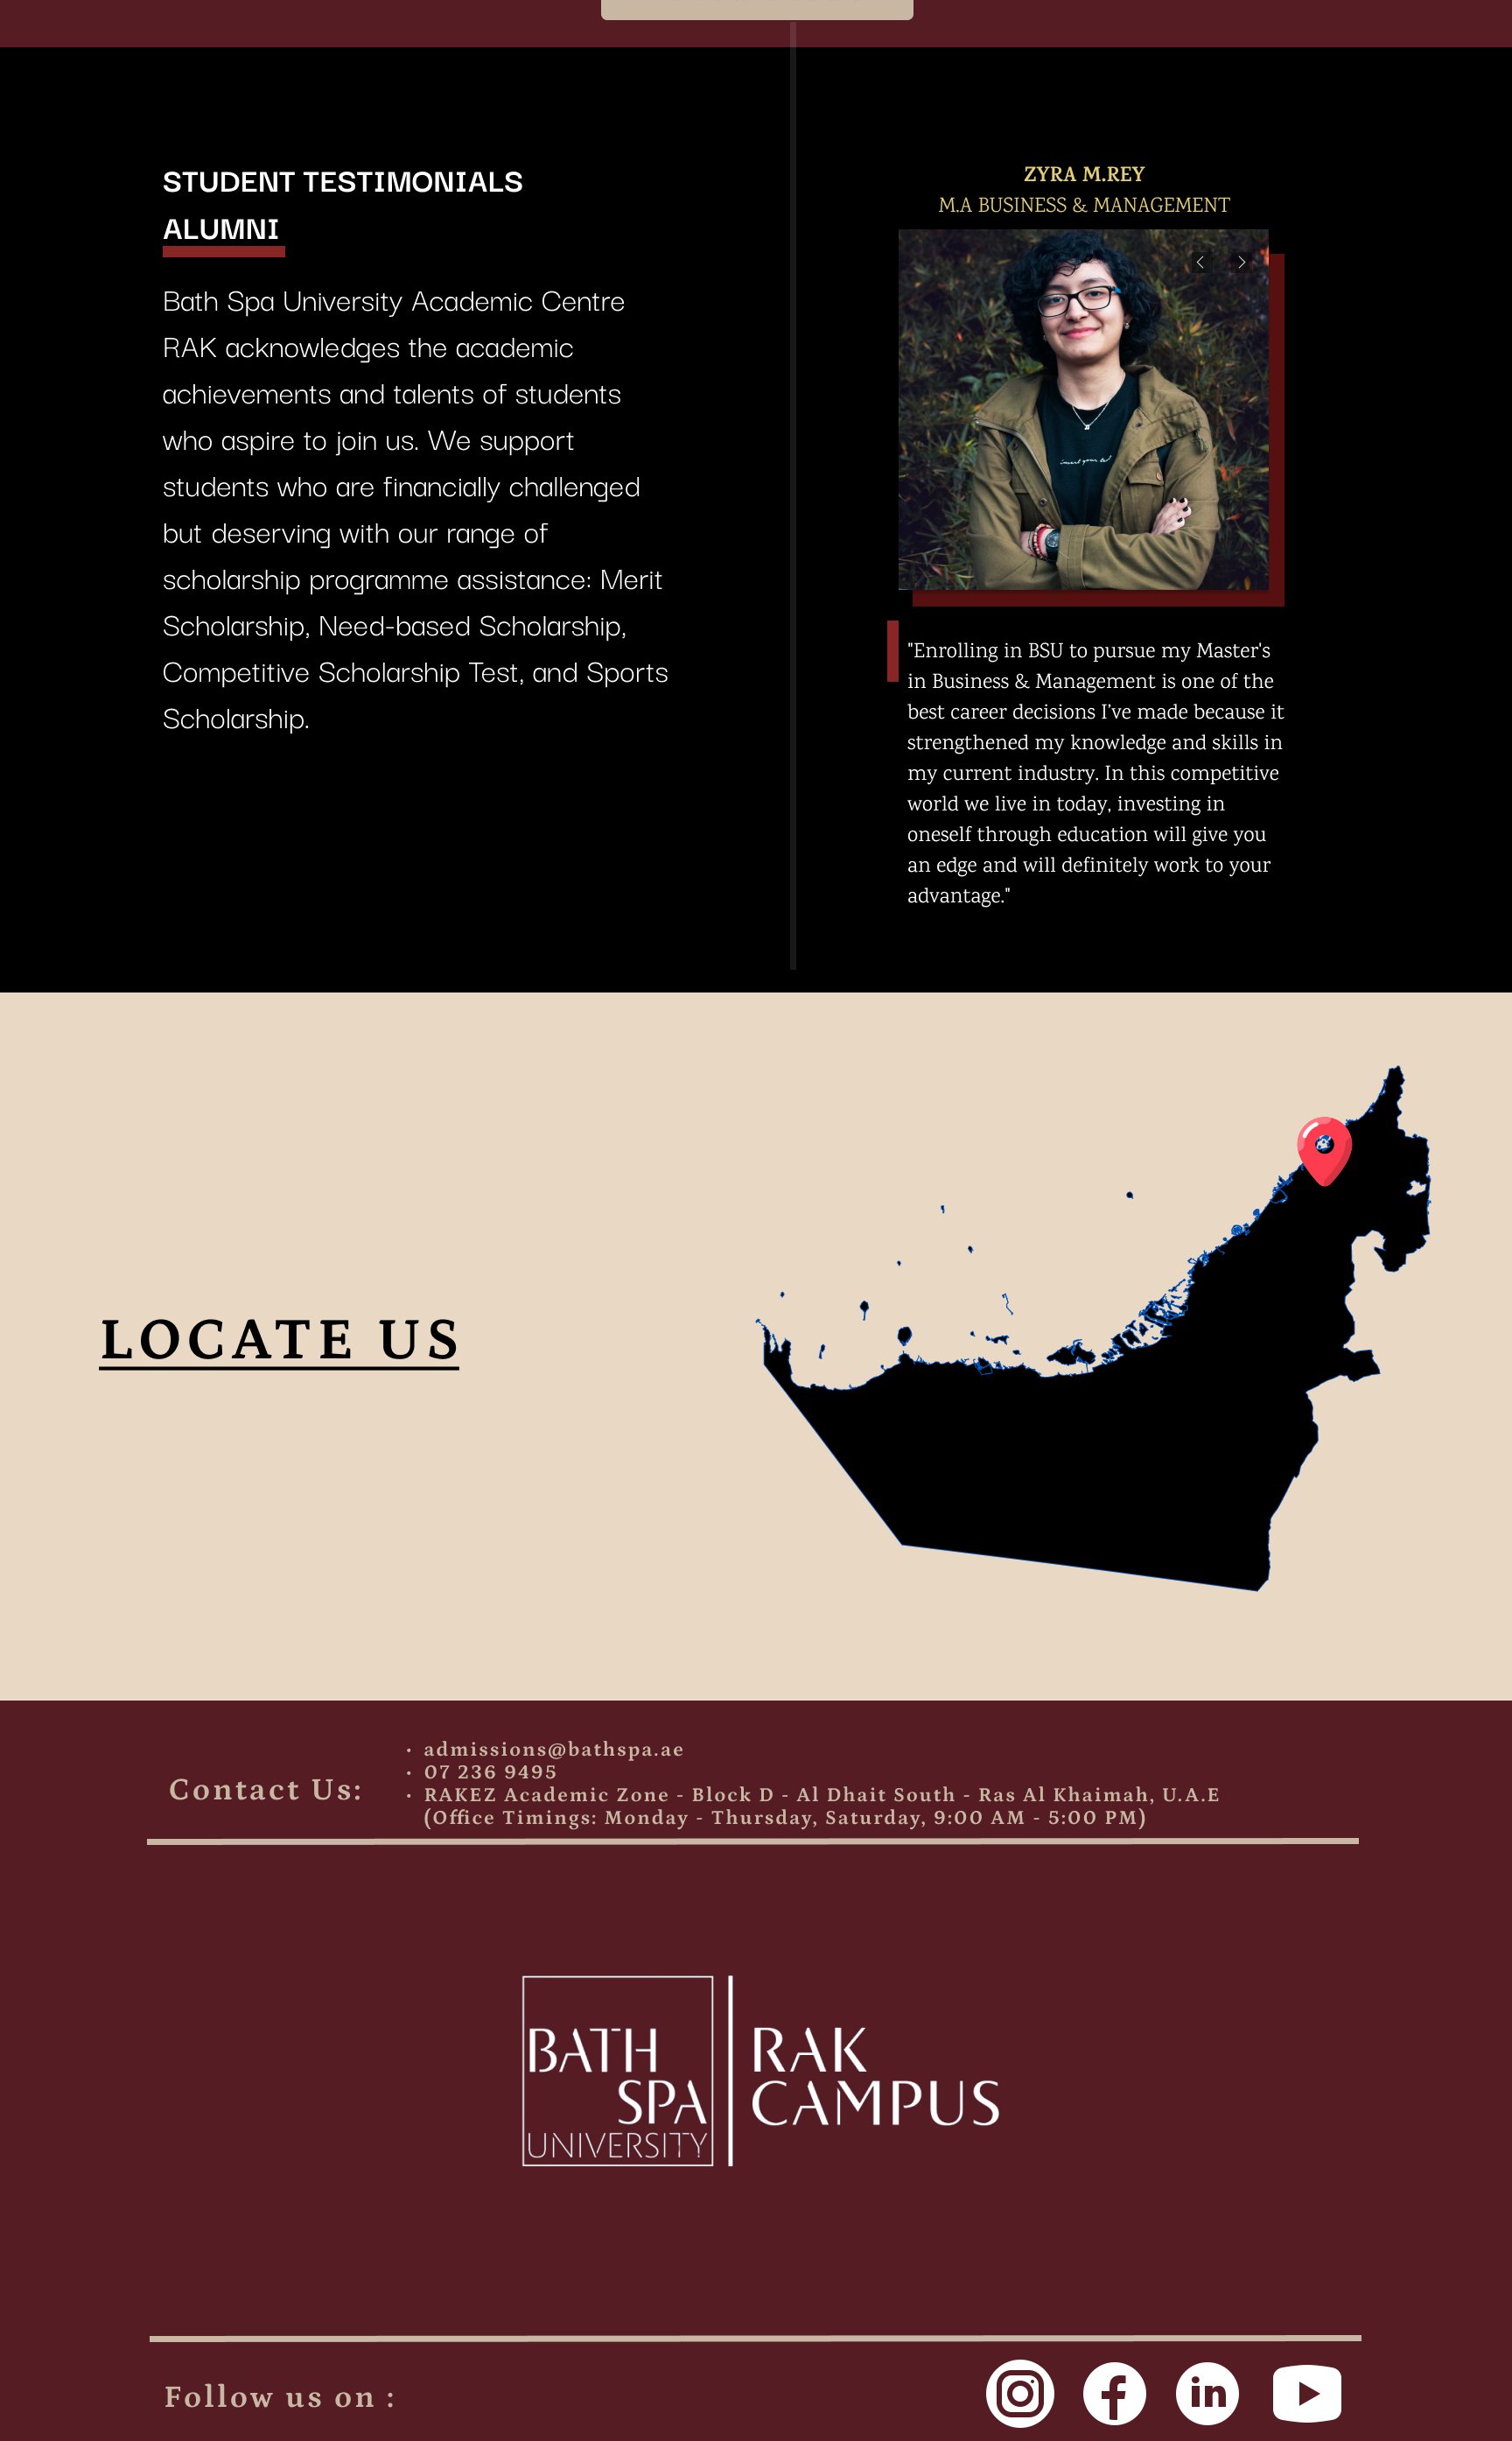 STUDENT TESTIMONIALS
ALUMNI
Bath Spa University Academic Centre
RAK acknowledges the academic
achievements and talents of students
who aspire to join us. We support
students who are financially challenged
but deserving with our range of
scholarship programme assistance: Merit
Scholarship, Need-based Scholarship,
Competitive Scholarship Test, and Sports
Scholarship.
ZYRA M.REY
M.A BUSINESS & MANAGEMENT
"Enrolling in BSU to pursue my Master's
in Business & Management is one of the
best career decisions I've made because it
strengthened my knowledge and skills in
my current industry. In this competitive
world we live in today, investing in
oneself through education will give you
an edge and will definitely work to your
advantage."
LOCATE US
Contact Us:
• admissions@bathspa.ae
• 07 236 9495
• RAKEZ Academic Zone - Block D - Al Dhait South - Ras Al Khaimah, U.A.E
(Office Timings: Monday - Thursday, Saturday, 9:00 AM - 5:00 PM)
BATH
SPA
UNIVERSITY
RAK
CAMPUS
Follow us on :